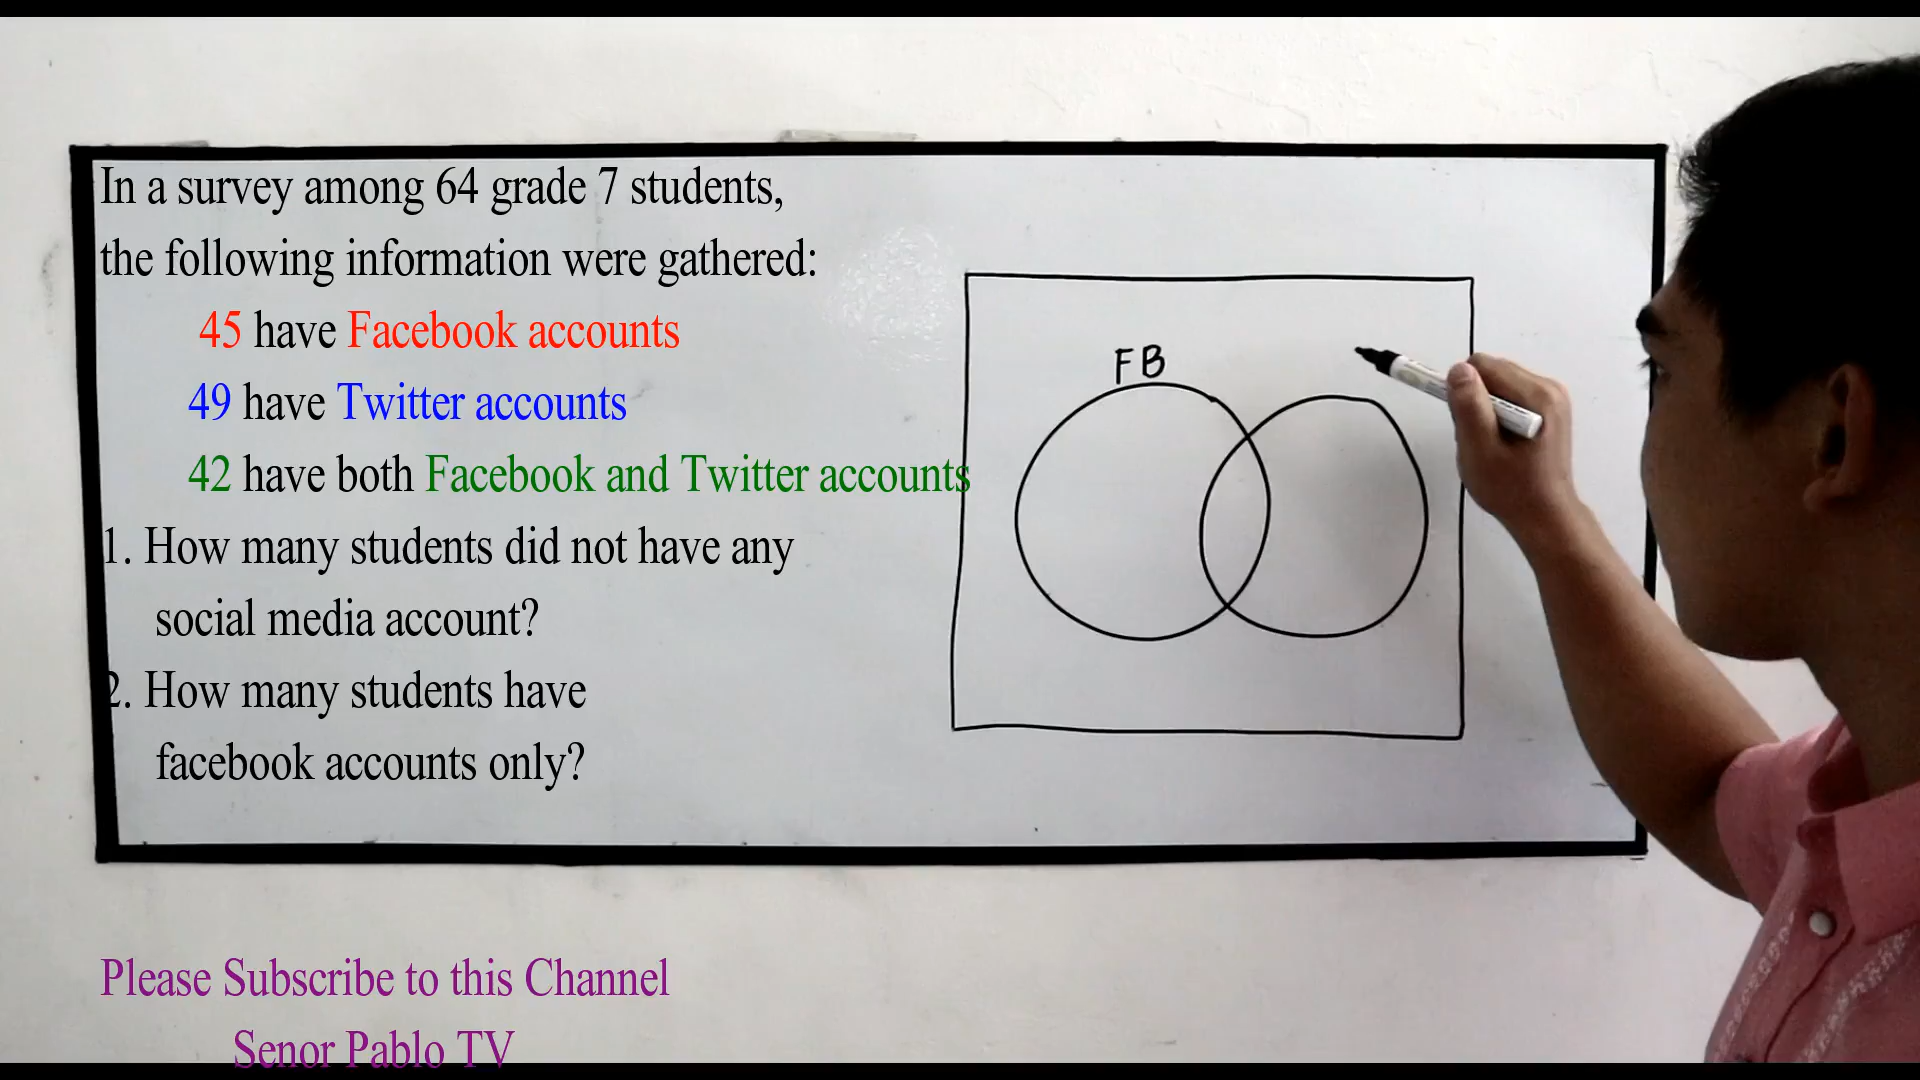 In a survey among 64 grade 7 students,
the following information were gathered:
45 have Facebook accounts
49 have Twitter accounts
42 have both Facebook and Twitter accounts
1. How many students did not have any
social media account?
2. How many students have
facebook accounts only?
FB
Please Subscribe to this Channel
Senor Pablo TV